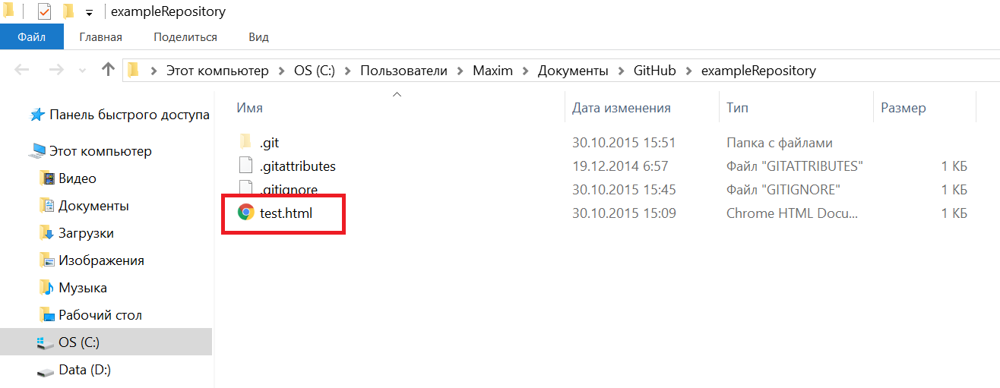 exampleRepository
Файл Главная Поделиться Вид
Этот компьютер OS (C:) Пользователи Maxim Документы GitHub exampleRepository
Панель быстрого доступа
Этот компьютер
Видео
Документы
Загрузки
Изображения
Музыка
Рабочий стол
OS (C:)
Data (D:)
Имя Дата изменения Тип Размер
.git 30.10.2015 15:51 Папка с файлами
.gitattributes 19.12.2014 6:57 Файл "GITATTRIBUTES" 1 КБ
.gitignore 30.10.2015 15:45 Файл "GITIGNORE" 1 КБ
test.html 30.10.2015 15:09 Chrome HTML Docu... 1 КБ